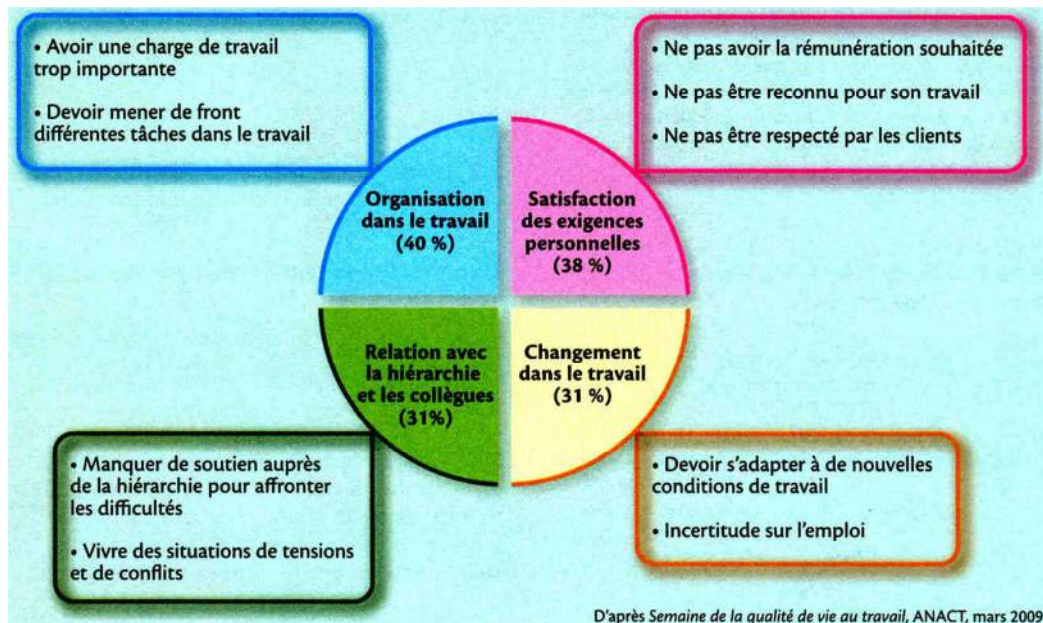 • Avoir une charge de travail
trop importante
• Devoir mener de front
différentes tâches dans le travail
• Ne pas avoir la rémunération souhaitée
• Ne pas être reconnu pour son travail
• Ne pas être respecté par les clients
Organisation
dans le travail
(40 %)
Satisfaction
des exigences
personnelles
(38 %)
Relation avec
la hiérarchie
et les collègues
(31%)
Changement
dans le travail
(31 %)
• Manquer de soutien auprès
de la hiérarchie pour affronter
les difficultés
• Vivre des situations de tensions
et de conflits
• Devoir s'adapter à de nouvelles
conditions de travail
• Incertitude sur l'emploi
D'après Semaine de la qualité de vie au travail, ANACT, mars 2009